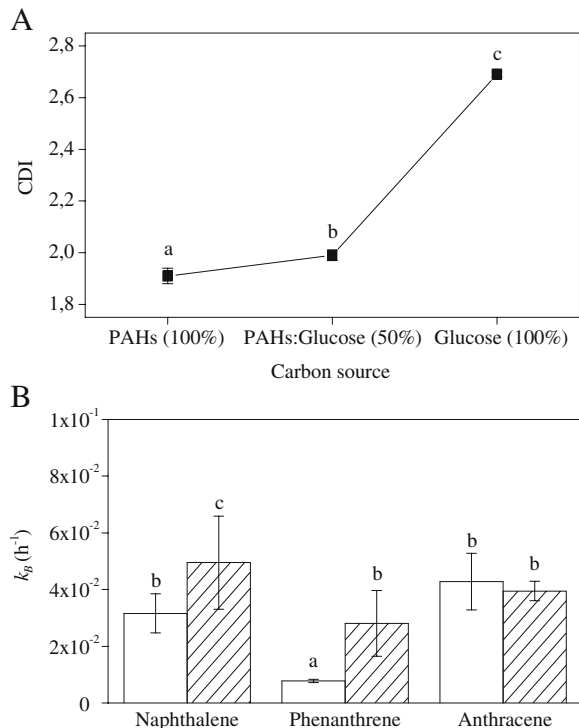 A
2,8
c
2,6
2,4
CDI
2,2
b
a
2,0
1,8
PAHs (100%) PAHs:Glucose (50%) Glucose (100%)
Carbon source
B
1x10⁻¹
8x10⁻²
c
6x10⁻²
b b b b
k_B (h⁻¹)
4x10⁻²
a
2x10⁻²
0
Naphthalene Phenanthrene Anthracene